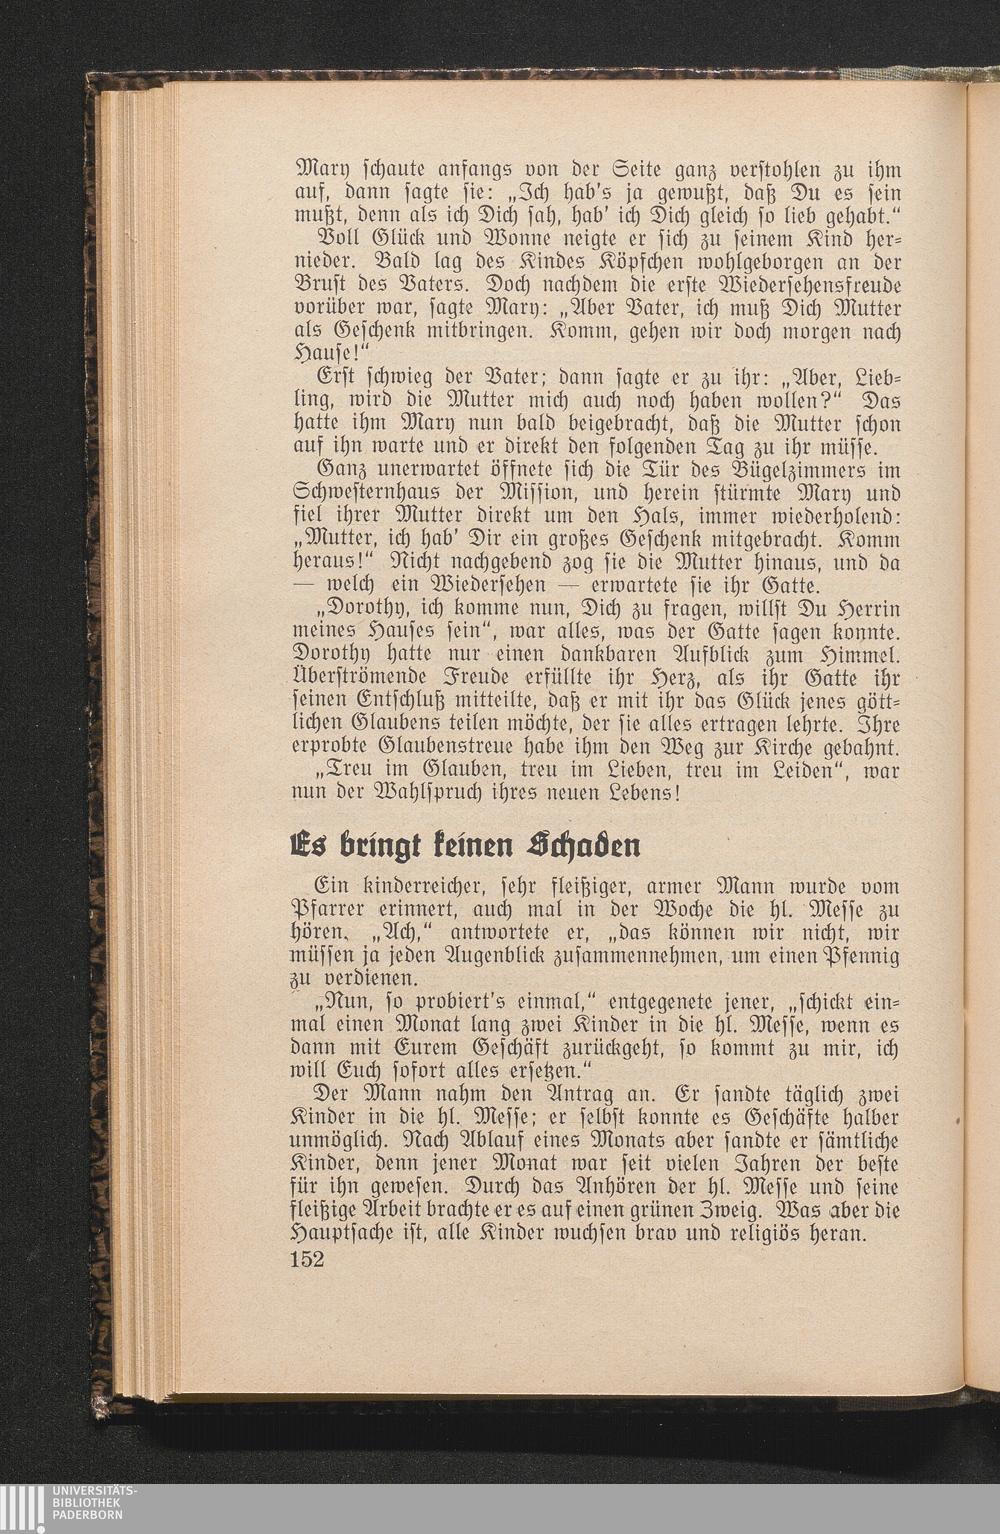 Mary schaute anfangs von der Seite ganz verstohlen zu ihm
auf, dann sagte sie: „Ich hab's ja gewußt, daß Du es sein
mußt, denn als ich Dich sah, hab' ich Dich gleich so lieb gehabt.“
Voll Glück und Wonne neigte er sich zu seinem Kind her-
nieder. Bald lag des Kindes Köpfchen wohlgeborgen an der
Brust des Vaters. Doch nachdem die erste Wiedersehensfreude
vorüber war, sagte Mary: „Aber Vater, ich muß Dich Mutter
als Geschenk mitbringen. Komm, gehen wir doch morgen nach
Hause!“
Erst schwieg der Vater; dann sagte er zu ihr: „Aber, Lieb-
ling, wird die Mutter mich auch noch haben wollen?“ Das
hatte ihm Mary nun bald beigebracht, daß die Mutter schon
auf ihn warte und er direkt den folgenden Tag zu ihr müsse.
Ganz unerwartet öffnete sich die Tür des Bügelzimmers im
Schwesternhaus der Mission, und herein stürmte Mary und
fiel ihrer Mutter direkt um den Hals, immer wiederholend:
„Mutter, ich hab' Dir ein großes Geschenk mitgebracht. Komm
heraus!“ Nicht nachgebend zog sie die Mutter hinaus, und da
— welch ein Wiedersehen — erwartete sie ihr Gatte.
„Dorothy, ich komme nun, Dich zu fragen, willst Du Herrin
meines Hauses sein“, war alles, was der Gatte sagen konnte.
Dorothy hatte nur einen dankbaren Aufblick zum Himmel.
Überströmende Freude erfüllte ihr Herz, als ihr Gatte ihr
seinen Entschluß mitteilte, daß er mit ihr das Glück jenes gött-
lichen Glaubens teilen möchte, der sie alles ertragen lehrte. Ihre
erprobte Glaubenstreue habe ihm den Weg zur Kirche gebahnt.
„Treu im Glauben, treu im Lieben, treu im Leiden“, war
nun der Wahlspruch ihres neuen Lebens!
Es bringt keinen Schaden
Ein kinderreicher, sehr fleißiger, armer Mann wurde vom
Pfarrer erinnert, auch mal in der Woche die hl. Messe zu
hören. „Ach,“ antwortete er, „das können wir nicht, wir
müssen ja jeden Augenblick zusammennehmen, um einen Pfennig
zu verdienen.
„Nun, so probiert's einmal,“ entgegenete jener, „schickt ein-
mal einen Monat lang zwei Kinder in die hl. Messe, wenn es
dann mit Eurem Geschäft zurückgeht, so kommt zu mir, ich
will Euch sofort alles ersetzen.“
Der Mann nahm den Antrag an. Er sandte täglich zwei
Kinder in die hl. Messe; er selbst konnte es Geschäfte halber
unmöglich. Nach Ablauf eines Monats aber sandte er sämtliche
Kinder, denn jener Monat war seit vielen Jahren der beste
für ihn gewesen. Durch das Anhören der hl. Messe und seine
fleißige Arbeit brachte er es auf einen grünen Zweig. Was aber die
Hauptsache ist, alle Kinder wuchsen brav und religiös heran.
152
UNIVERSITÄTS-
BIBLIOTHEK
PADERBORN